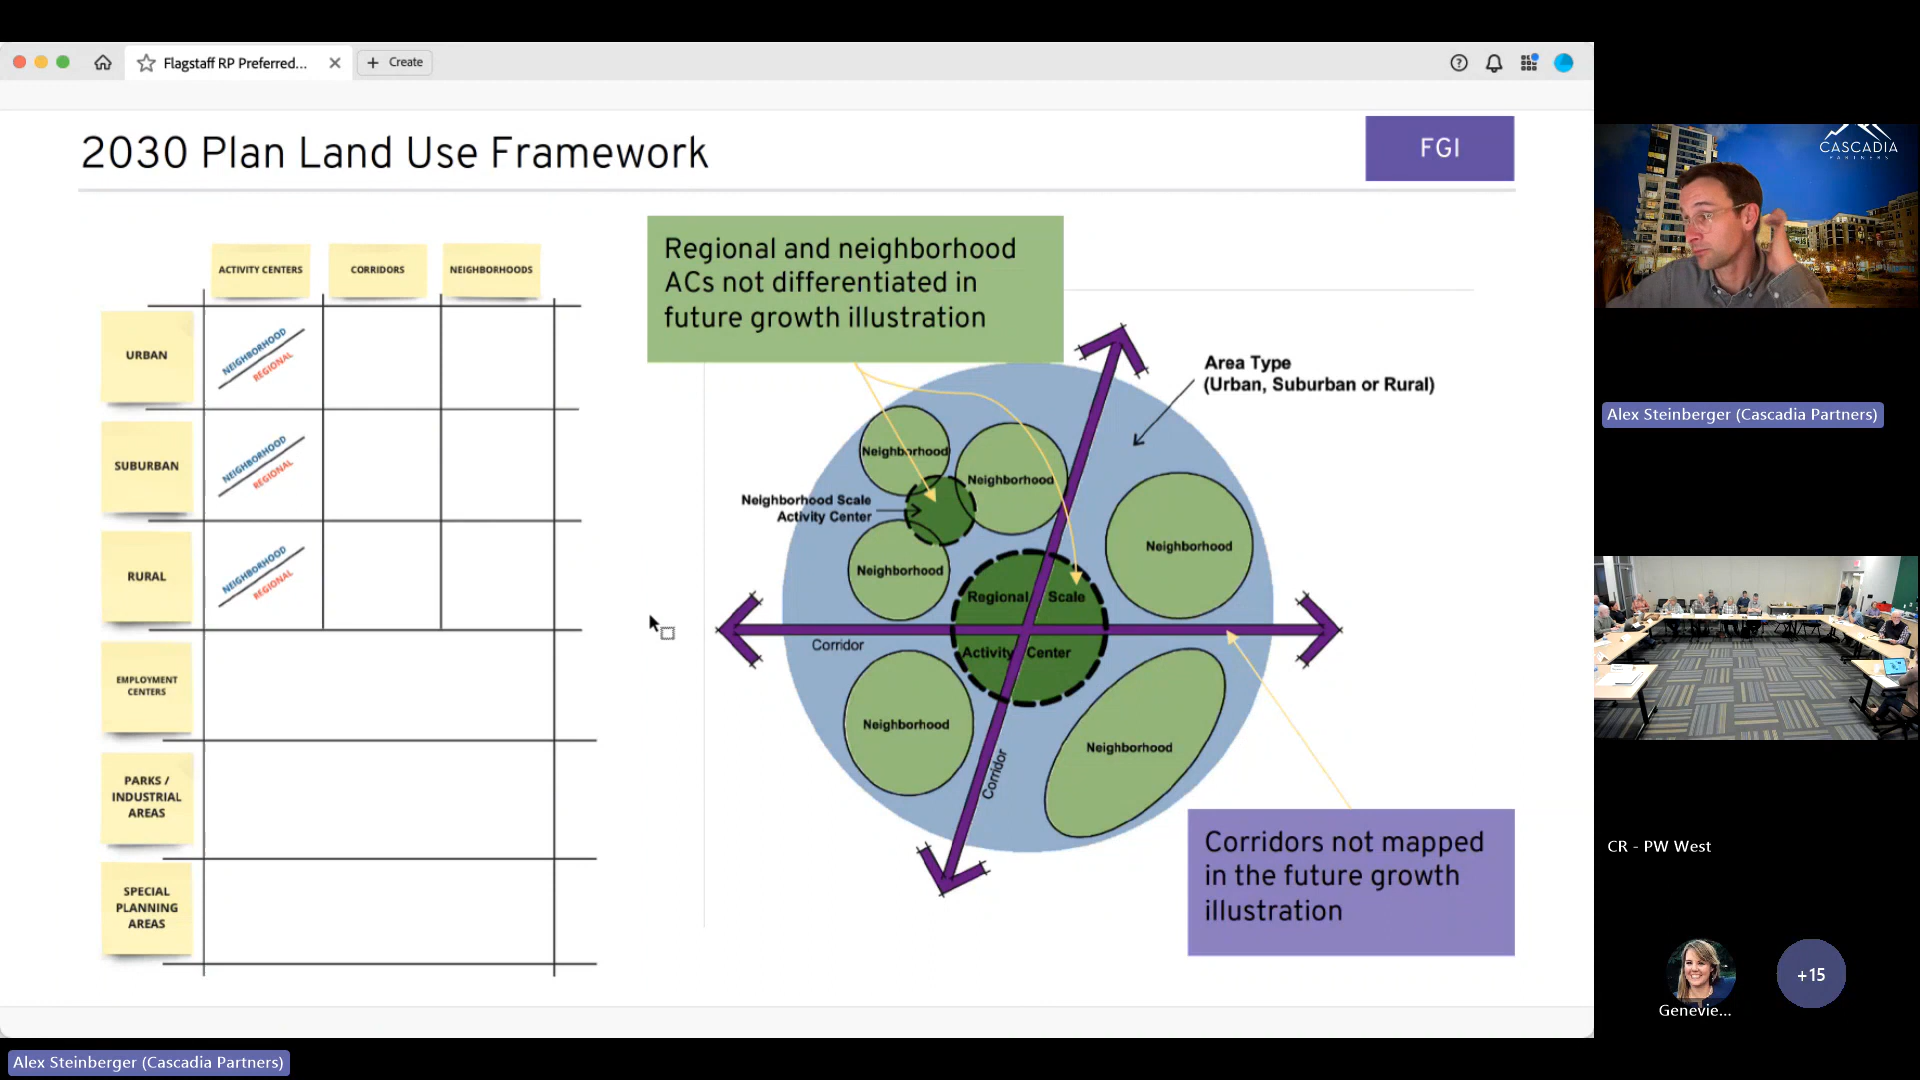 Flagstaff RP Preferred...
Create
2030 Plan Land Use Framework
FGI
ACTIVITY CENTERS
CORRIDORS
NEIGHBORHOODS
URBAN
NEIGHBORHOOD
REGIONAL
SUBURBAN
NEIGHBORHOOD
REGIONAL
RURAL
NEIGHBORHOOD
REGIONAL
EMPLOYMENT
CENTERS
PARKS /
INDUSTRIAL
AREAS
SPECIAL
PLANNING
AREAS
Regional and neighborhood
ACs not differentiated in
future growth illustration
Area Type
(Urban, Suburban or Rural)
Neighborhood
Neighborhood
Neighborhood Scale
Activity Center
Neighborhood
Neighborhood
Regional Scale
Activity Center
Corridor
Corridor
Neighborhood
Neighborhood
Corridors not mapped
in the future growth
illustration
CASCADIA
PARTNERS
Alex Steinberger (Cascadia Partners)
CR - PW West
Genevie...
+15
Alex Steinberger (Cascadia Partners)